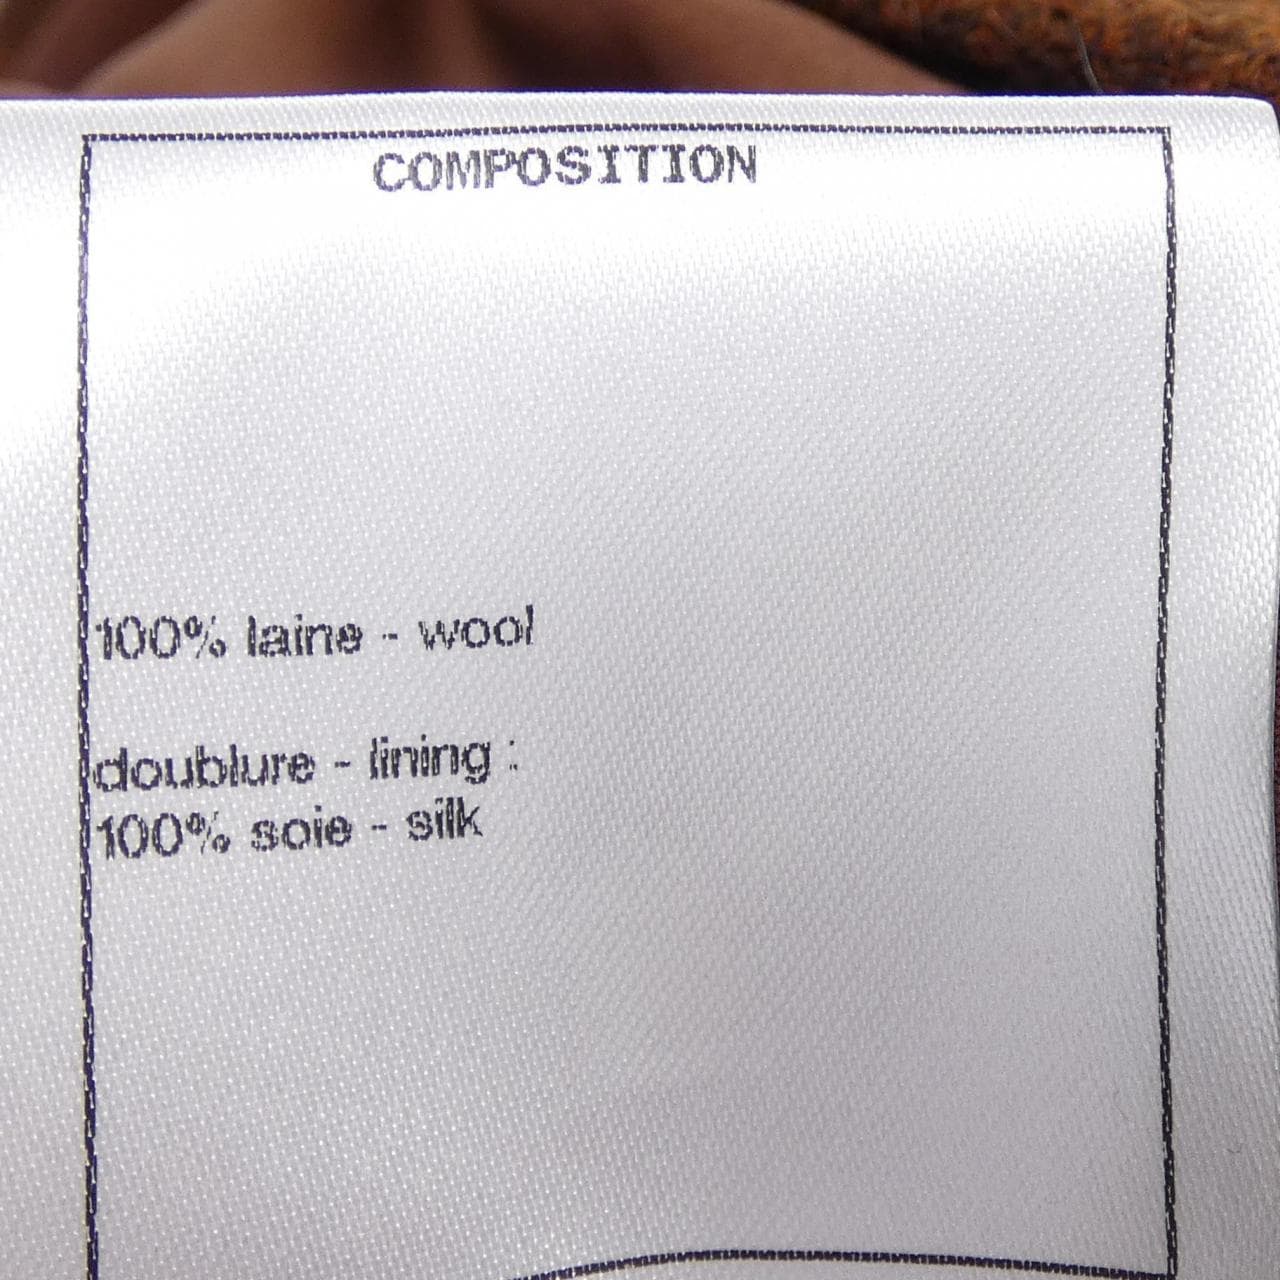 COMPOSITION
100% laine - wool
doublure - lining :
100% soie - silk